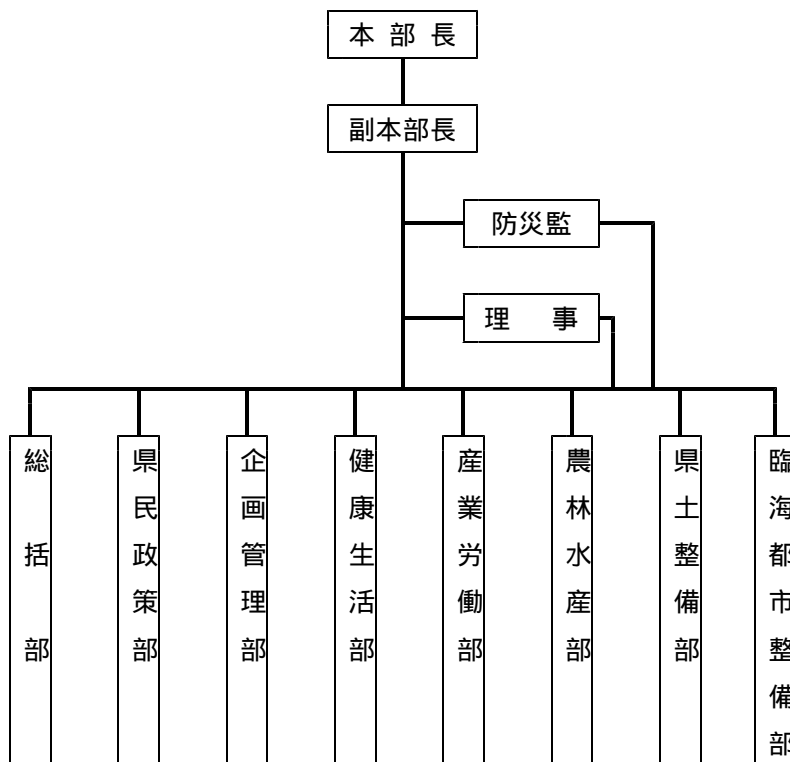 本 部 長
副本部長
防災監
理 事
総括部
県民政策部
企画管理部
健康生活部
産業労働部
農林水産部
県土整備部
臨海都市整備部